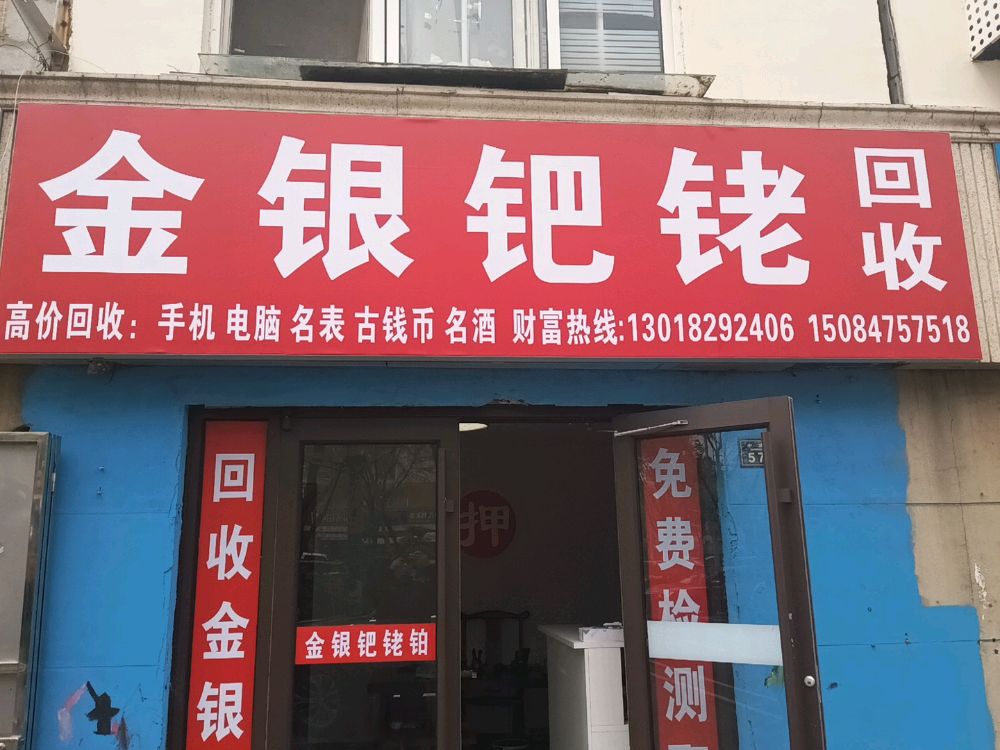 金银钯铑回收
高价回收：手机 电脑 名表 古钱币 名酒 财富热线:13018292406 15084757518
回收金银
金银钯铑铂
押
免费检测
57